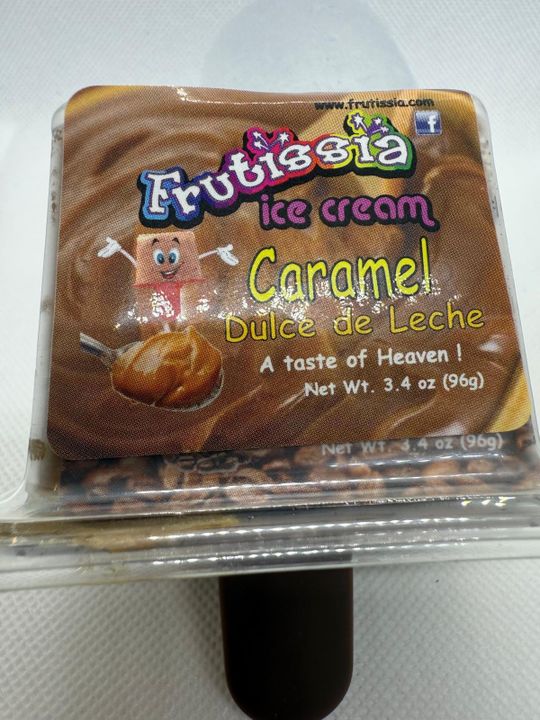 www.frutissia.com
f
Frutissia
ice cream
Caramel
Dulce de Leche
A taste of Heaven !
Net Wt. 3.4 oz (96g)
Net Wt. 3.4 oz (96g)